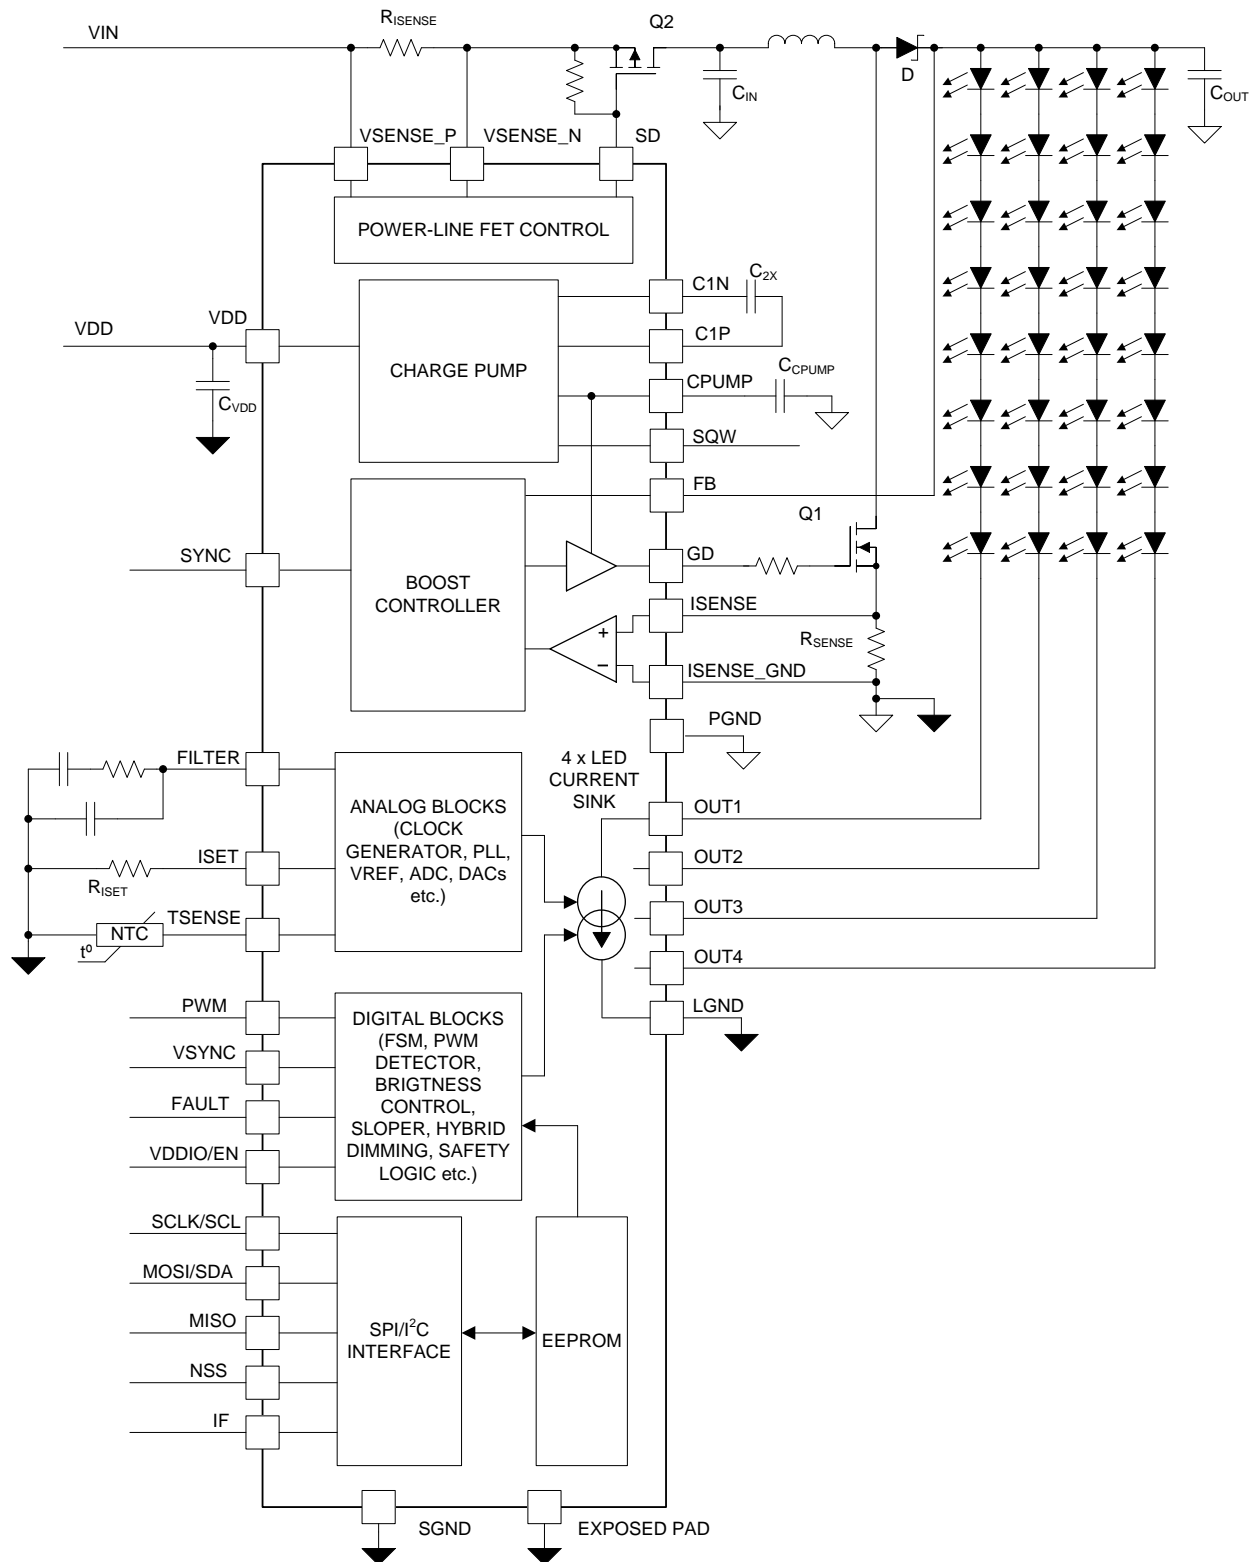 VIN
RISENSE
Q2
D
CIN
COUT
VSENSE_P
VSENSE_N
SD
POWER-LINE FET CONTROL
C1N
C2X
VDD
VDD
C1P
CHARGE PUMP
CPUMP
CCPUMP
CVDD
SQW
FB
Q1
SYNC
GD
BOOST
CONTROLLER
ISENSE
+
−
RSENSE
ISENSE_GND
PGND
FILTER
4 x LED
CURRENT
SINK
ANALOG BLOCKS
(CLOCK
GENERATOR, PLL,
VREF, ADC, DACs
etc.)
OUT1
ISET
RISET
OUT2
TSENSE
NTC
t⁰
OUT3
OUT4
PWM
LGND
DIGITAL BLOCKS
(FSM, PWM
DETECTOR,
BRIGTNESS
CONTROL,
SLOPER, HYBRID
DIMMING, SAFETY
LOGIC etc.)
VSYNC
FAULT
VDDIO/EN
SCLK/SCL
MOSI/SDA
MISO
SPI/I²C
INTERFACE
EEPROM
NSS
IF
SGND
EXPOSED PAD